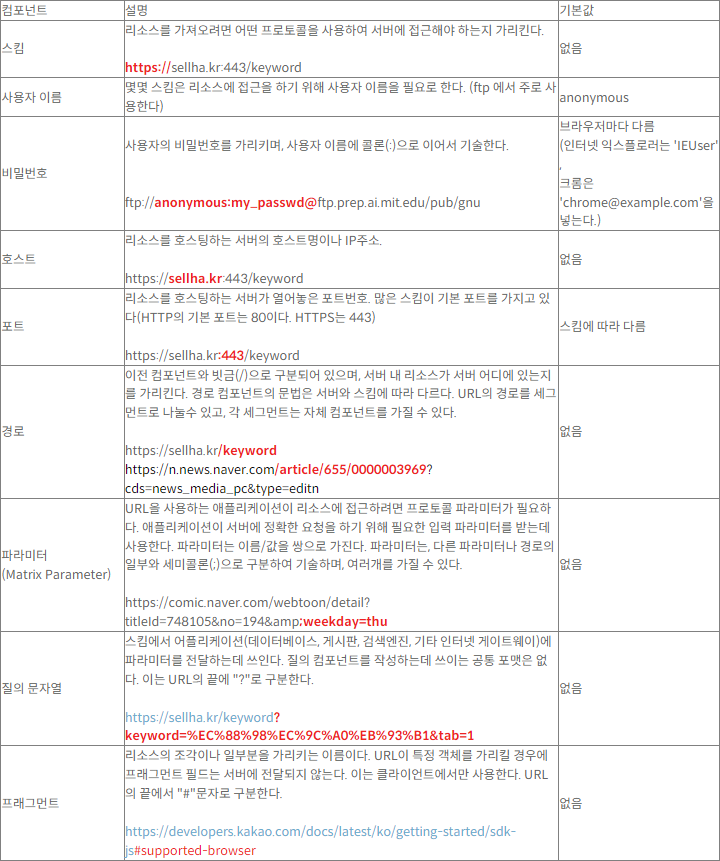 컴포넌트 설명 기본값
스킴
리소스를 가져오려면 어떤 프로토콜을 사용하여 서버에 접근해야 하는지 가리킨다.
https://sellha.kr:443/keyword
없음
사용자 이름
몇몇 스킴은 리소스에 접근을 하기 위해 사용자 이름을 필요로 한다. (ftp 에서 주로 사
용한다)
anonymous
비밀번호
사용자의 비밀번호를 가리키며, 사용자 이름에 콜론(:)으로 이어서 기술한다.
ftp://anonymous:my_passwd@ftp.prep.ai.mit.edu/pub/gnu
브라우저마다 다름
(인터넷 익스플로러는 'IEUser'
,
크롬은
'chrome@example.com'을
넣는다.)
호스트
리소스를 호스팅하는 서버의 호스트명이나 IP주소.
https://sellha.kr:443/keyword
없음
포트
리소스를 호스팅하는 서버가 열어놓은 포트번호. 많은 스킴이 기본 포트를 가지고 있
다(HTTP의 기본 포트는 80이다. HTTPS는 443)
https://sellha.kr:443/keyword
스킴에 따라 다름
경로
이전 컴포넌트와 빗금(/)으로 구분되어 있으며, 서버 내 리소스가 서버 어디에 있는지
를 가리킨다. 경로 컴포넌트의 문법은 서버와 스킴에 따라 다르다. URL의 경로를 세그
먼트로 나눌수 있고, 각 세그먼트는 자체 컴포넌트를 가질 수 있다.
https://sellha.kr/keyword
https://n.news.naver.com/article/655/0000003969?
cds=news_media_pc&type=editn
없음
파라미터
(Matrix Parameter)
URL을 사용하는 애플리케이션이 리소스에 접근하려면 프로토콜 파라미터가 필요하
다. 애플리케이션이 서버에 정확한 요청을 하기 위해 필요한 입력 파라미터를 받는데
사용한다. 파라미터는 이름/값을 쌍으로 가진다. 파라미터는, 다른 파라미터나 경로의
일부와 세미콜론(;)으로 구분하여 기술하며, 여러개를 가질 수 있다.
https://comic.naver.com/webtoon/detail?
titleId=748105&no=194&amp;weekday=thu
없음
질의 문자열
스킴에서 어플리케이션(데이터베이스, 게시판, 검색엔진, 기타 인터넷 게이트웨이)에
파라미터를 전달하는데 쓰인다. 질의 컴포넌트를 작성하는데 쓰이는 공통 포맷은 없
다. 이는 URL의 끝에 "?"로 구분한다.
https://sellha.kr/keyword?
keyword=%EC%88%98%EC%9C%A0%EB%93%B1&tab=1
없음
프래그먼트
리소스의 조각이나 일부분을 가리키는 이름이다. URL이 특정 객체를 가리킬 경우에
프래그먼트 필드는 서버에 전달되지 않는다. 이는 클라이언트에서만 사용한다. URL
의 끝에서 "#"문자로 구분한다.
https://developers.kakao.com/docs/latest/ko/getting-started/sdk-
js#supported-browser
없음